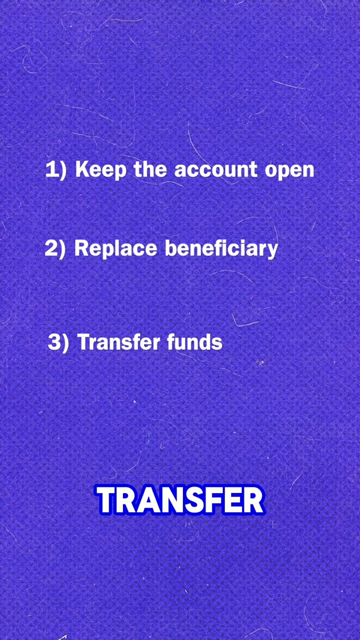 1) Keep the account open
2) Replace beneficiary
3) Transfer funds
TRANSFER